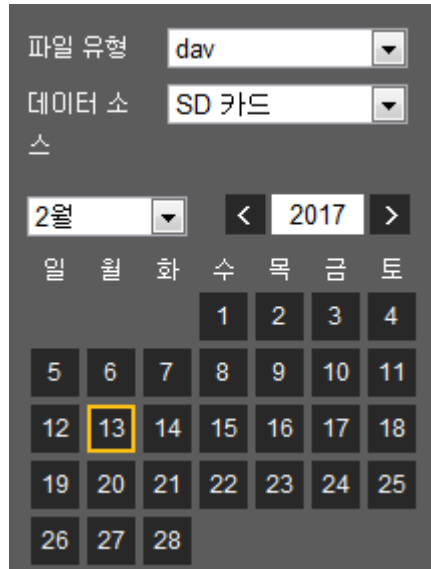 파일 유형 dav
데이터 소 SD 카드
스
2월 < 2017 >
일 월 화 수 목 금 토
1 2 3 4
5 6 7 8 9 10 11
12 13 14 15 16 17 18
19 20 21 22 23 24 25
26 27 28